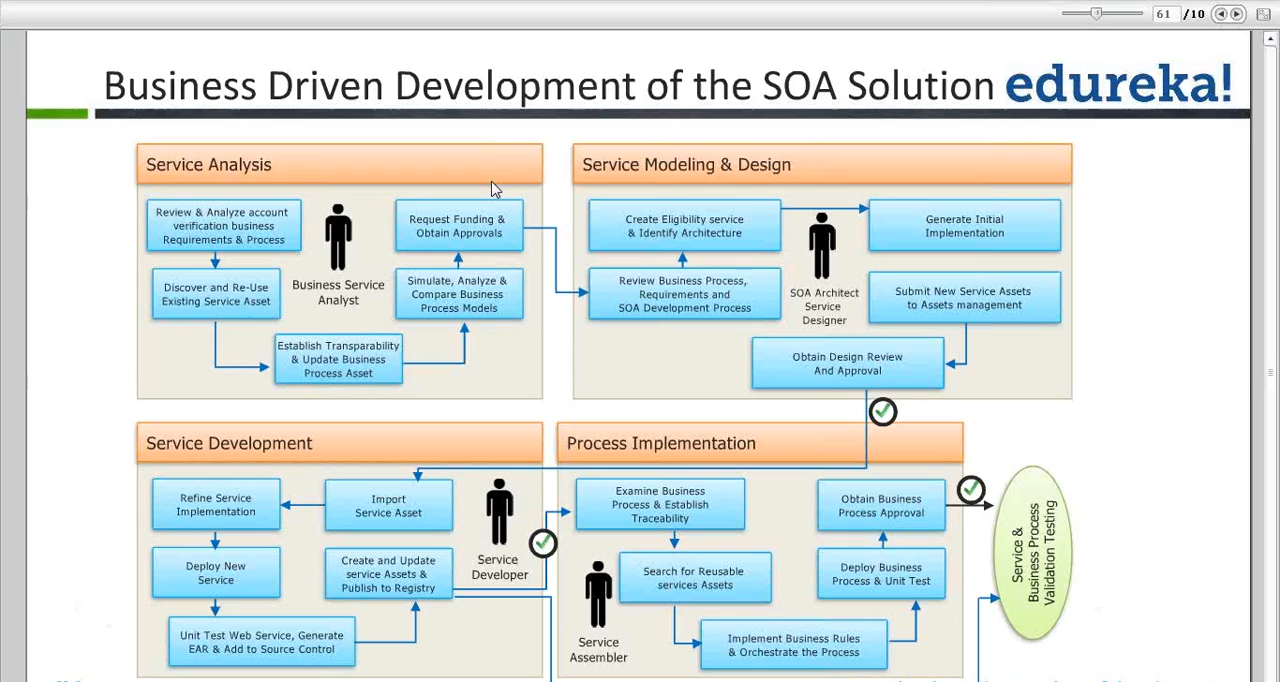 61 /10
Business Driven Development of the SOA Solution edureka!
Service Analysis
Review & Analyze account
verification business
Requirements & Process
Discover and Re-Use
Existing Service Asset
Establish Transparability
& Update Business
Process Asset
Business Service
Analyst
Request Funding &
Obtain Approvals
Simulate, Analyze &
Compare Business
Process Models
Service Modeling & Design
Create Eligibility service
& Identify Architecture
Review Business Process,
Requirements and
SOA Development Process
SOA Architect
Service
Designer
Generate Initial
Implementation
Submit New Service Assets
to Assets management
Obtain Design Review
And Approval
Service Development
Refine Service
Implementation
Import
Service Asset
Deploy New
Service
Create and Update
service Assets &
Publish to Registry
Unit Test Web Service, Generate
EAR & Add to Source Control
Service
Developer
Process Implementation
Examine Business
Process & Establish
Traceability
Search for Reusable
services Assets
Service
Assembler
Implement Business Rules
& Orchestrate the Process
Deploy Business
Process & Unit Test
Obtain Business
Process Approval
Service &
Business Process
Validation Testing